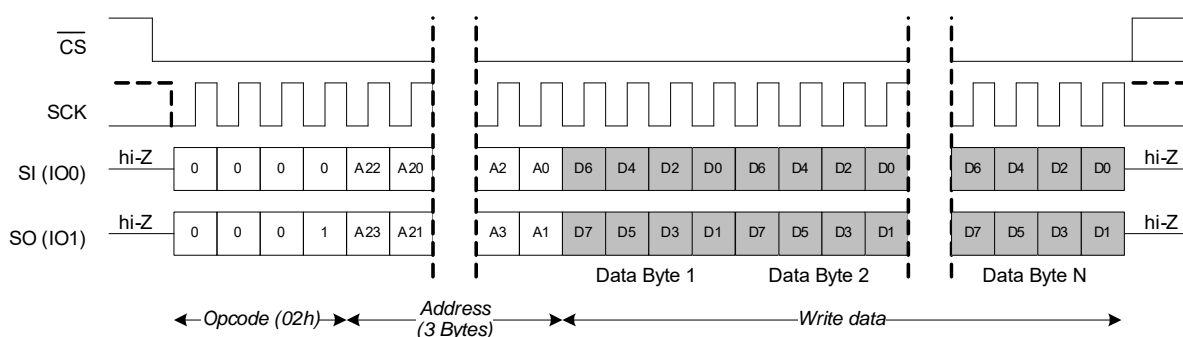 CS
SCK
hi-Z hi-Z
SI (IO0) 0 0 0 0 A22 A20 A2 A0 D6 D4 D2 D0 D6 D4 D2 D0 D6 D4 D2 D0
hi-Z hi-Z
SO (IO1) 0 0 0 1 A23 A21 A3 A1 D7 D5 D3 D1 D7 D5 D3 D1 D7 D5 D3 D1
Data Byte 1 Data Byte 2 Data Byte N
Opcode (02h) Address Write data
(3 Bytes)